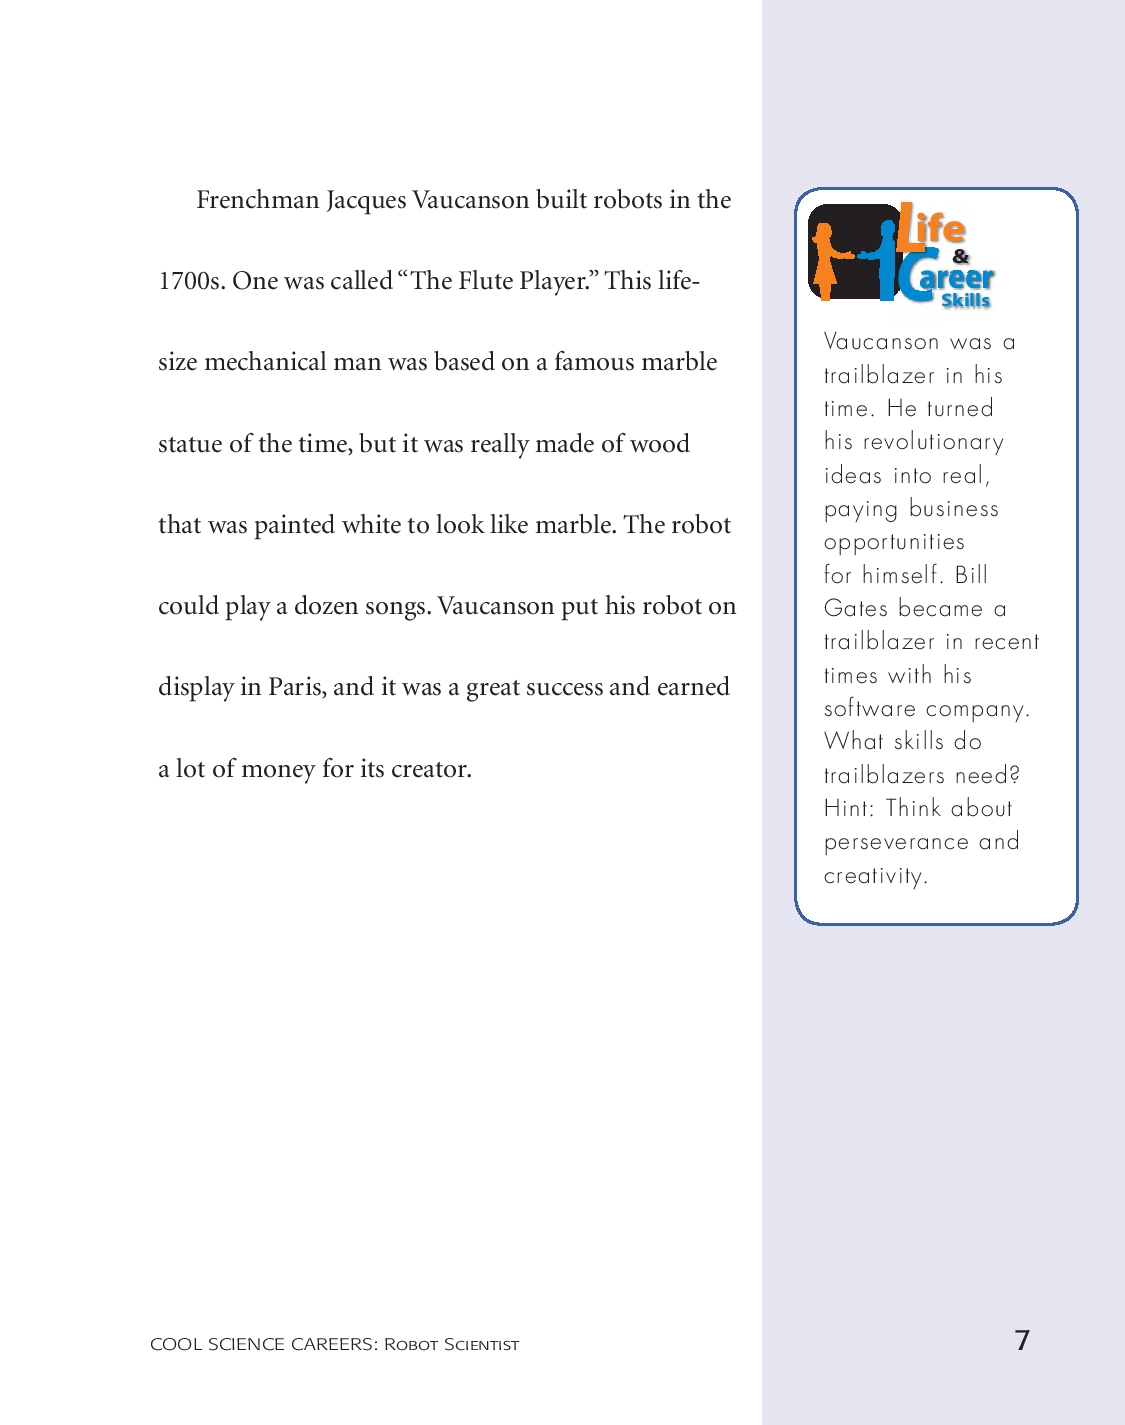 Frenchman Jacques Vaucanson built robots in the
1700s. One was called “The Flute Player.” This life-
size mechanical man was based on a famous marble
statue of the time, but it was really made of wood
that was painted white to look like marble. The robot
could play a dozen songs. Vaucanson put his robot on
display in Paris, and it was a great success and earned
a lot of money for its creator.
Life
&
Career
Skills
Vaucanson was a
trailblazer in his
time. He turned
his revolutionary
ideas into real,
paying business
opportunities
for himself. Bill
Gates became a
trailblazer in recent
times with his
software company.
What skills do
trailblazers need?
Hint: Think about
perseverance and
creativity.
COOL SCIENCE CAREERS: Robot Scientist
7